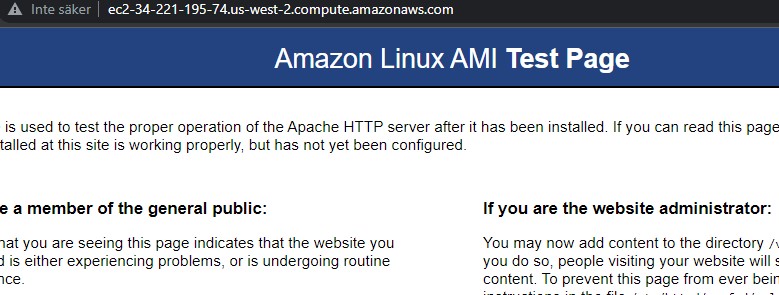 Inte säker ec2-34-221-195-74.us-west-2.compute.amazonaws.com
Amazon Linux AMI Test Page
is used to test the proper operation of the Apache HTTP server after it has been installed. If you can read this page
talled at this site is working properly, but has not yet been configured.
e a member of the general public:
hat you are seeing this page indicates that the website you
d is either experiencing problems, or is undergoing routine
nce.
If you are the website administrator:
You may now add content to the directory /
you do so, people visiting your website will s
content. To prevent this page from ever bein